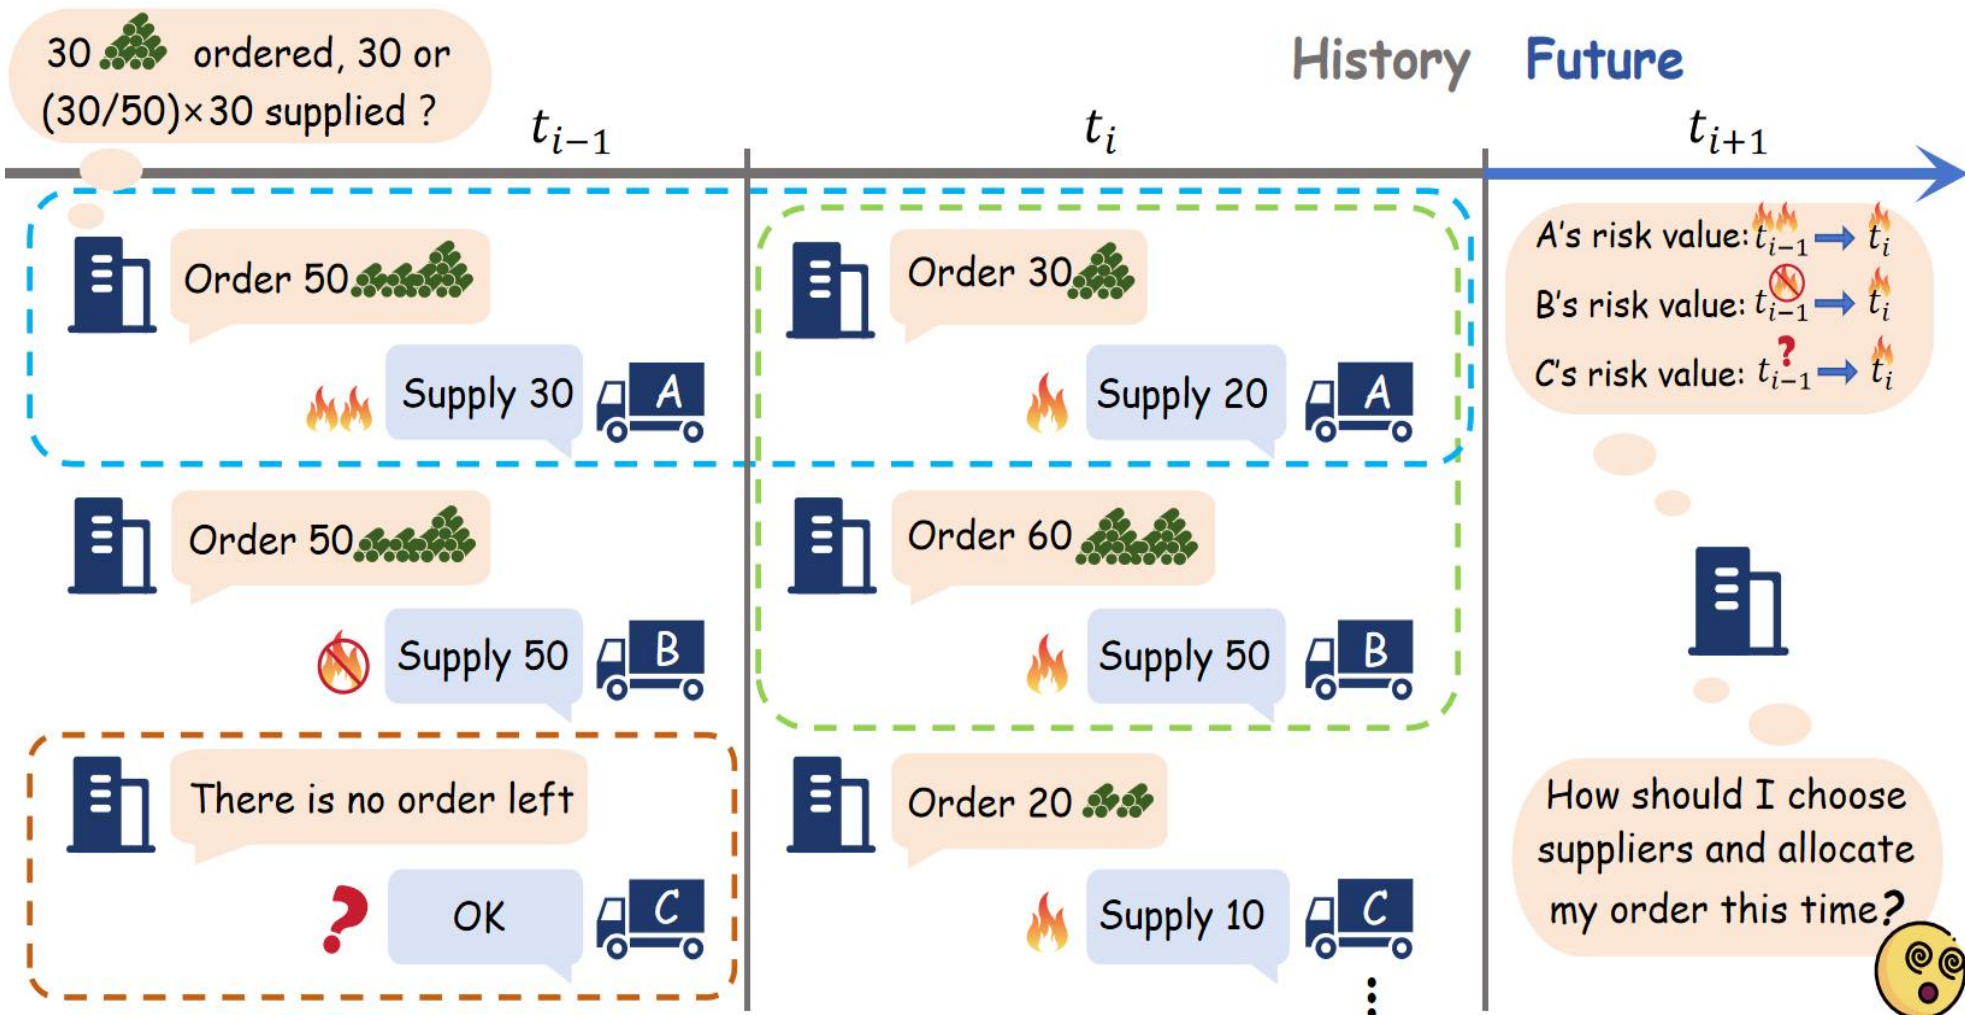 30 ordered, 30 or
(30/50)×30 supplied ?
History Future
t_{i-1} t_i t_{i+1}
Order 50
Supply 30
A
Order 30
Supply 20
A
Order 50
Supply 50
B
Order 60
Supply 50
B
There is no order left
?
OK
C
Order 20
Supply 10
C
A's risk value: t_{i-1} t_i
B's risk value: t_{i-1} t_i
?
C's risk value: t_{i-1} t_i
How should I choose
suppliers and allocate
my order this time?